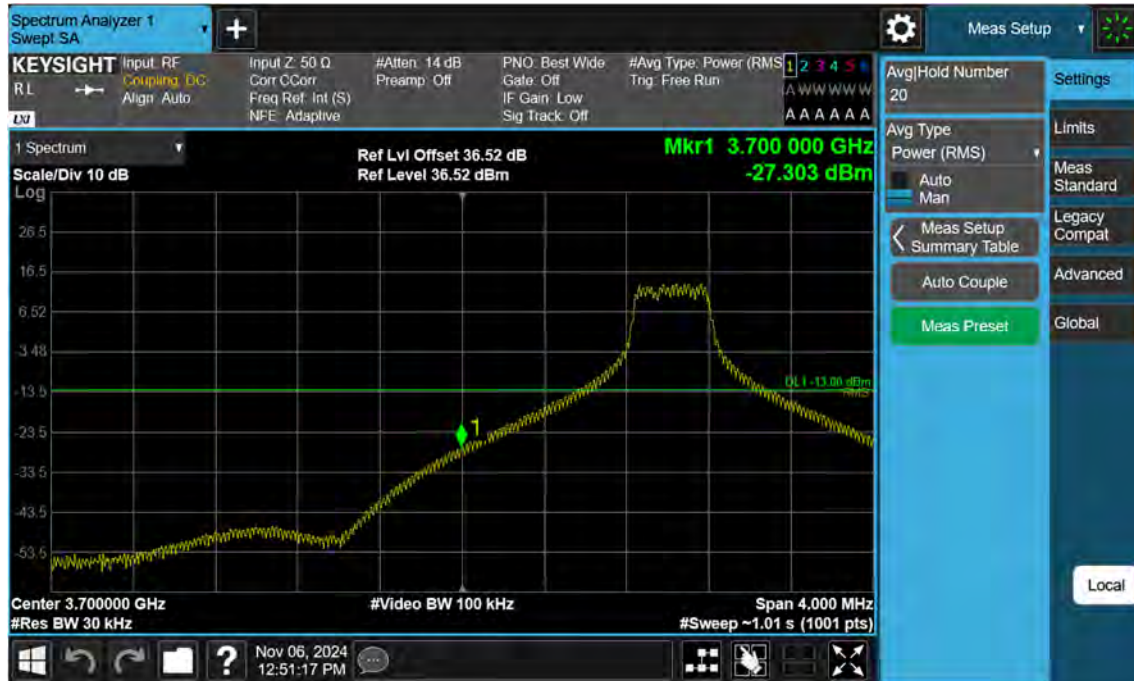 Spectrum Analyzer 1
Swept SA
Meas Setup
KEYSIGHT
RL
LXI
Input: RF
Coupling: DC
Align: Auto
Input Z: 50 Ω
Corr CCorr
Freq Ref: Int (S)
NFE: Adaptive
#Atten: 14 dB
Preamp: Off
PNO: Best Wide
Gate: Off
IF Gain: Low
Sig Track: Off
#Avg Type: Power (RMS
Trig: Free Run
1 2 3 4 5 6
A W W W W W
A A A A A A
1 Spectrum
Scale/Div 10 dB
Ref Lvl Offset 36.52 dB
Ref Level 36.52 dBm
Mkr1 3.700 000 GHz
-27.303 dBm
Log
26.5
16.5
6.52
-3.48
-13.5
-23.5
-33.5
-43.5
-53.5
DL1 -13.00 dBm
RMS
1
Center 3.700000 GHz
#Res BW 30 kHz
#Video BW 100 kHz
Span 4.000 MHz
#Sweep ~1.01 s (1001 pts)
Avg|Hold Number
20
Avg Type
Power (RMS)
Auto
Man
Meas Setup
Summary Table
Auto Couple
Meas Preset
Settings
Limits
Meas
Standard
Legacy
Compat
Advanced
Global
Local
?
Nov 06, 2024
12:51:17 PM